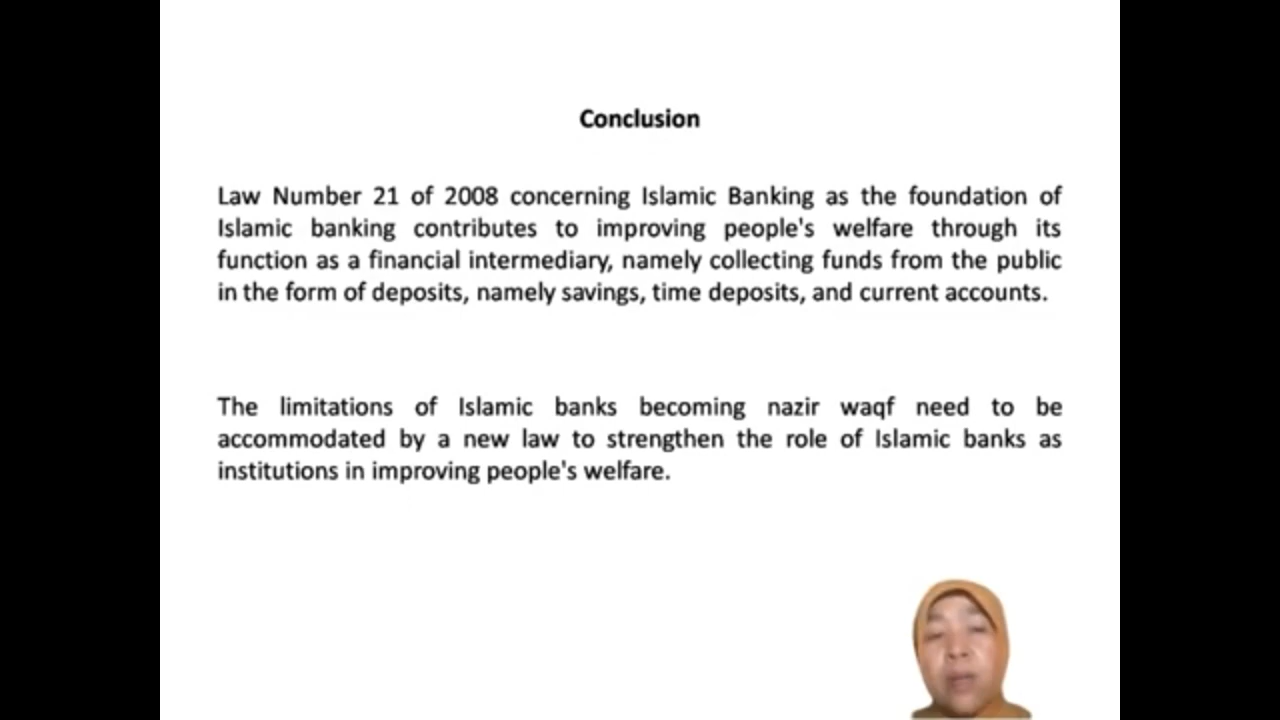 Conclusion
Law Number 21 of 2008 concerning Islamic Banking as the foundation of
Islamic banking contributes to improving people's welfare through its
function as a financial intermediary, namely collecting funds from the public
in the form of deposits, namely savings, time deposits, and current accounts.
The limitations of Islamic banks becoming nazir waqf need to be
accommodated by a new law to strengthen the role of Islamic banks as
institutions in improving people's welfare.